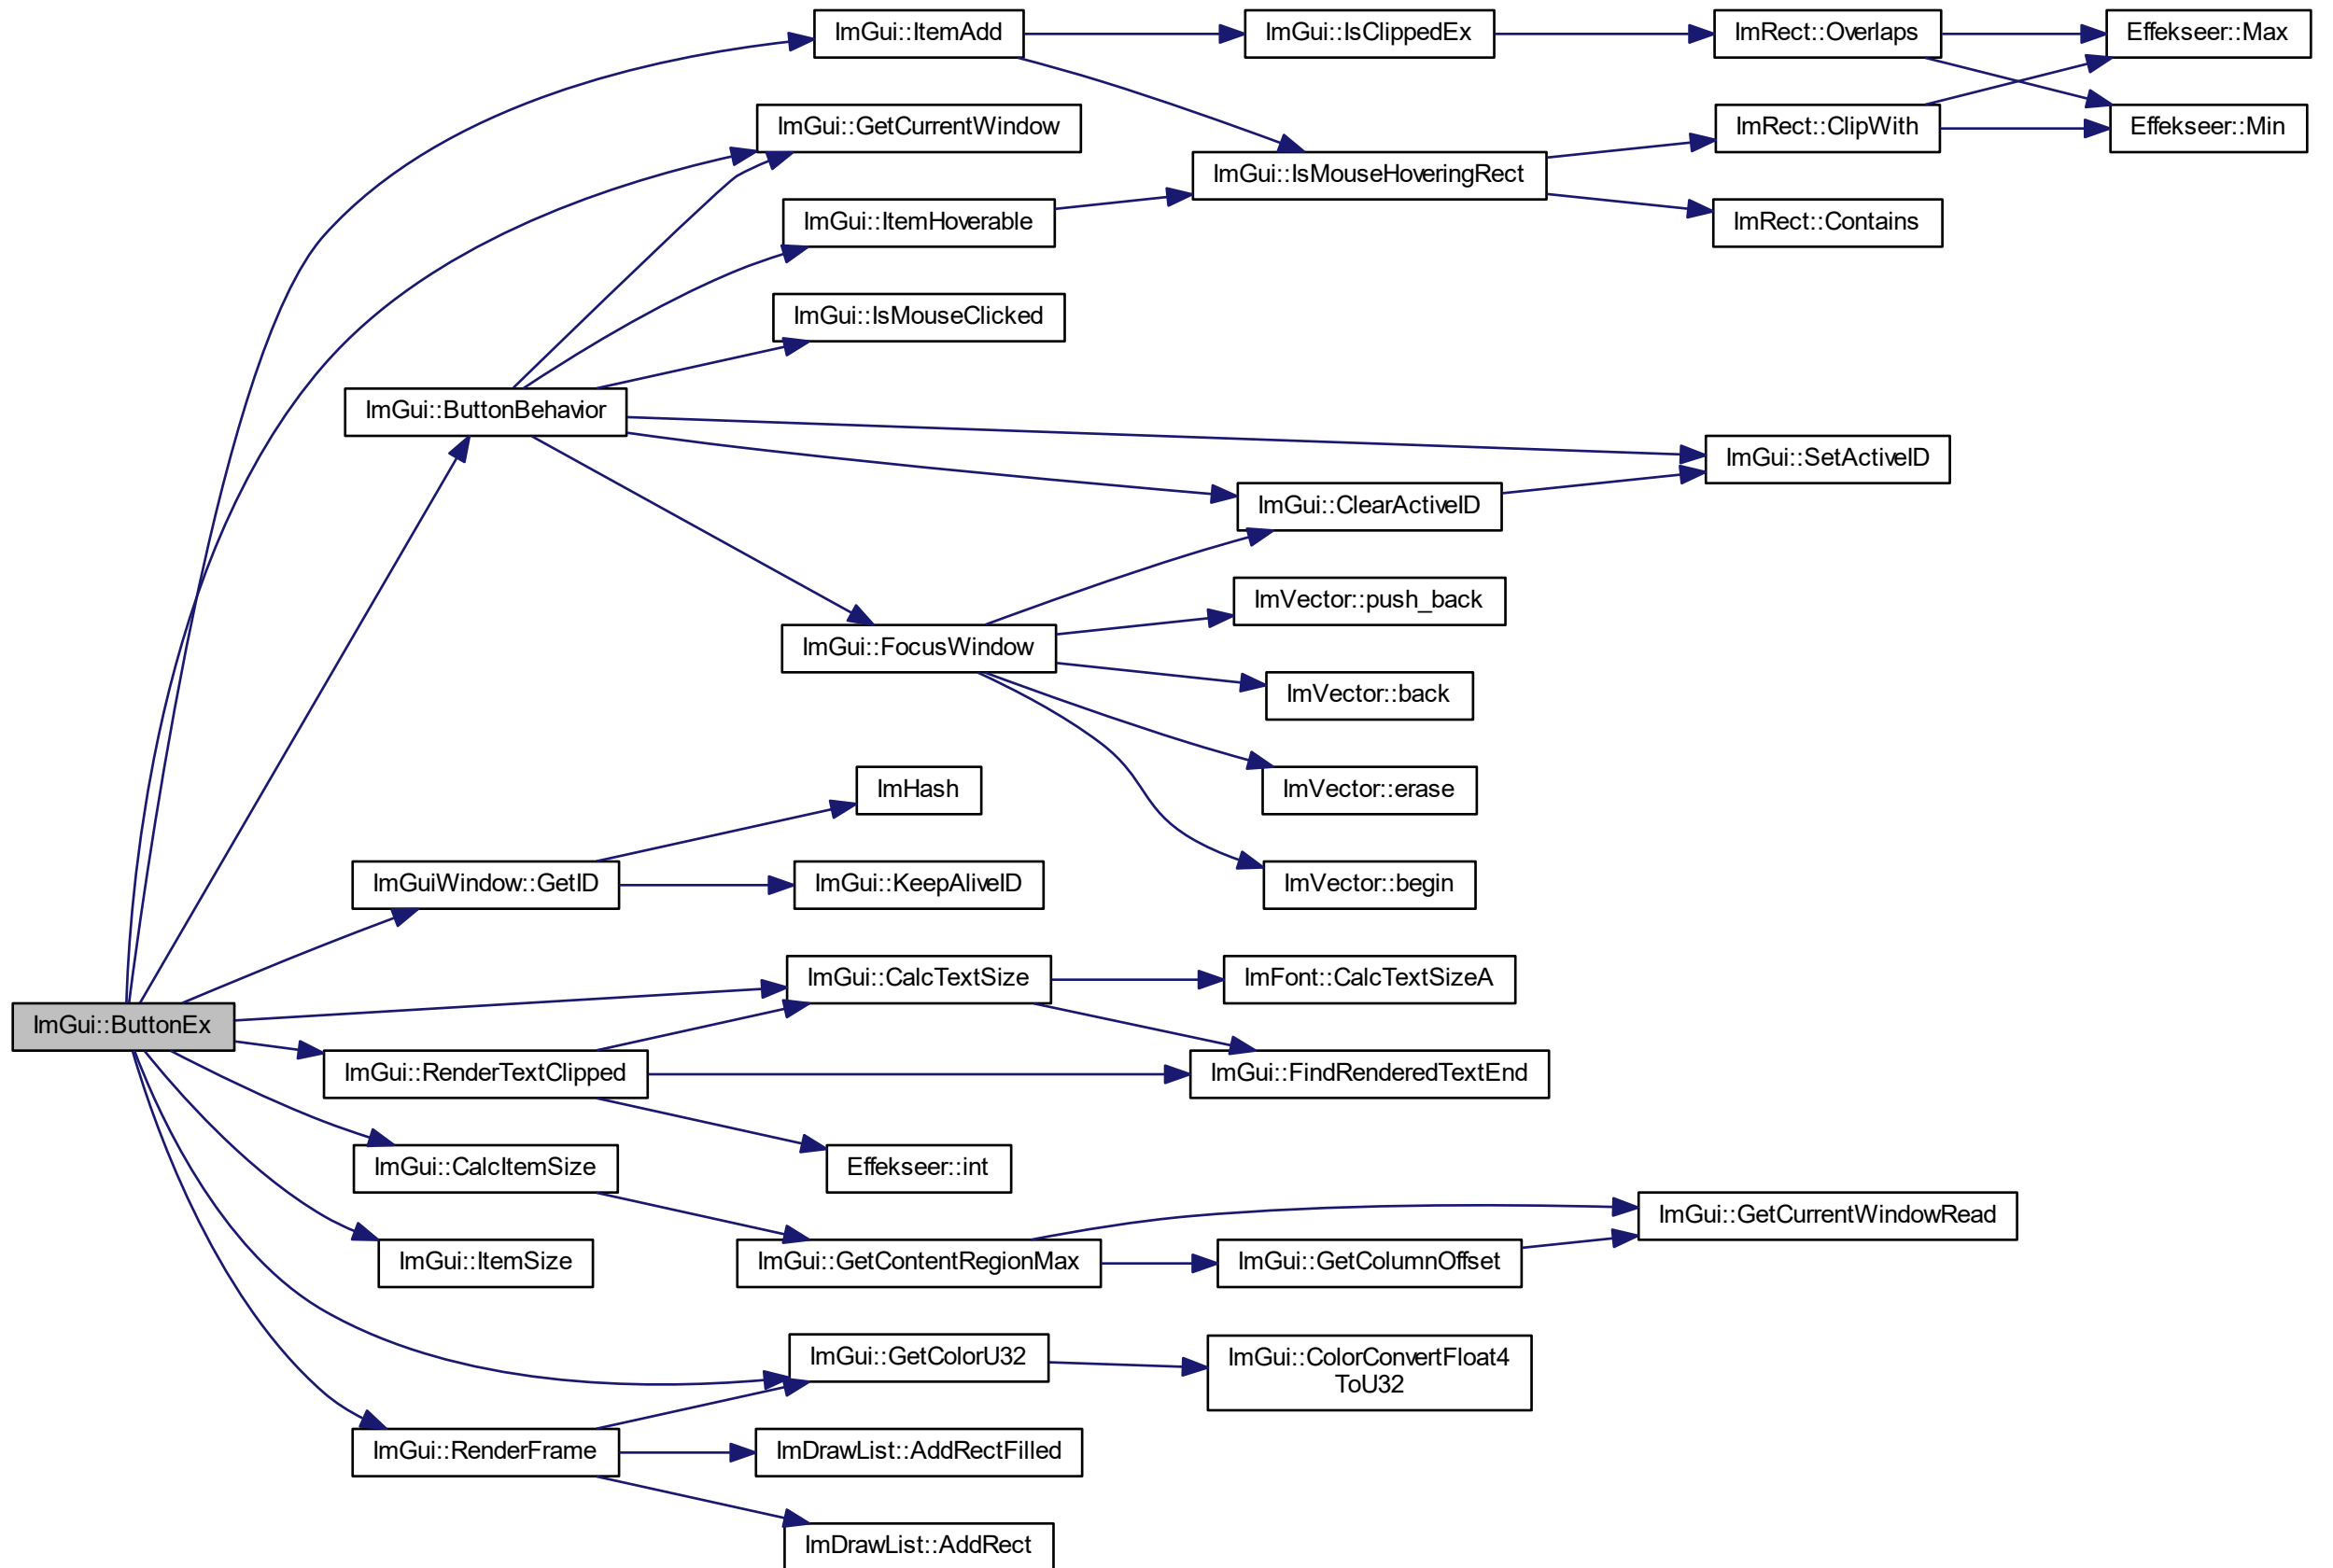 ImGui::ItemAdd
ImGui::IsClippedEx
ImRect::Overlaps
Effekseer::Max
ImGui::GetCurrentWindow
ImRect::ClipWith
Effekseer::Min
ImGui::IsMouseHoveringRect
ImGui::ItemHoverable
ImRect::Contains
ImGui::IsMouseClicked
ImGui::ButtonBehavior
ImGui::SetActiveID
ImGui::ClearActiveID
ImVector::push_back
ImGui::FocusWindow
ImVector::back
ImHash
ImVector::erase
ImGuiWindow::GetID
ImGui::KeepAliveID
ImVector::begin
ImGui::CalcTextSize
ImFont::CalcTextSizeA
ImGui::ButtonEx
ImGui::RenderTextClipped
ImGui::FindRenderedTextEnd
ImGui::CalcItemSize
Effekseer::int
ImGui::GetCurrentWindowRead
ImGui::ItemSize
ImGui::GetContentRegionMax
ImGui::GetColumnOffset
ImGui::GetColorU32
ImGui::ColorConvertFloat4
ToU32
ImGui::RenderFrame
ImDrawList::AddRectFilled
ImDrawList::AddRect